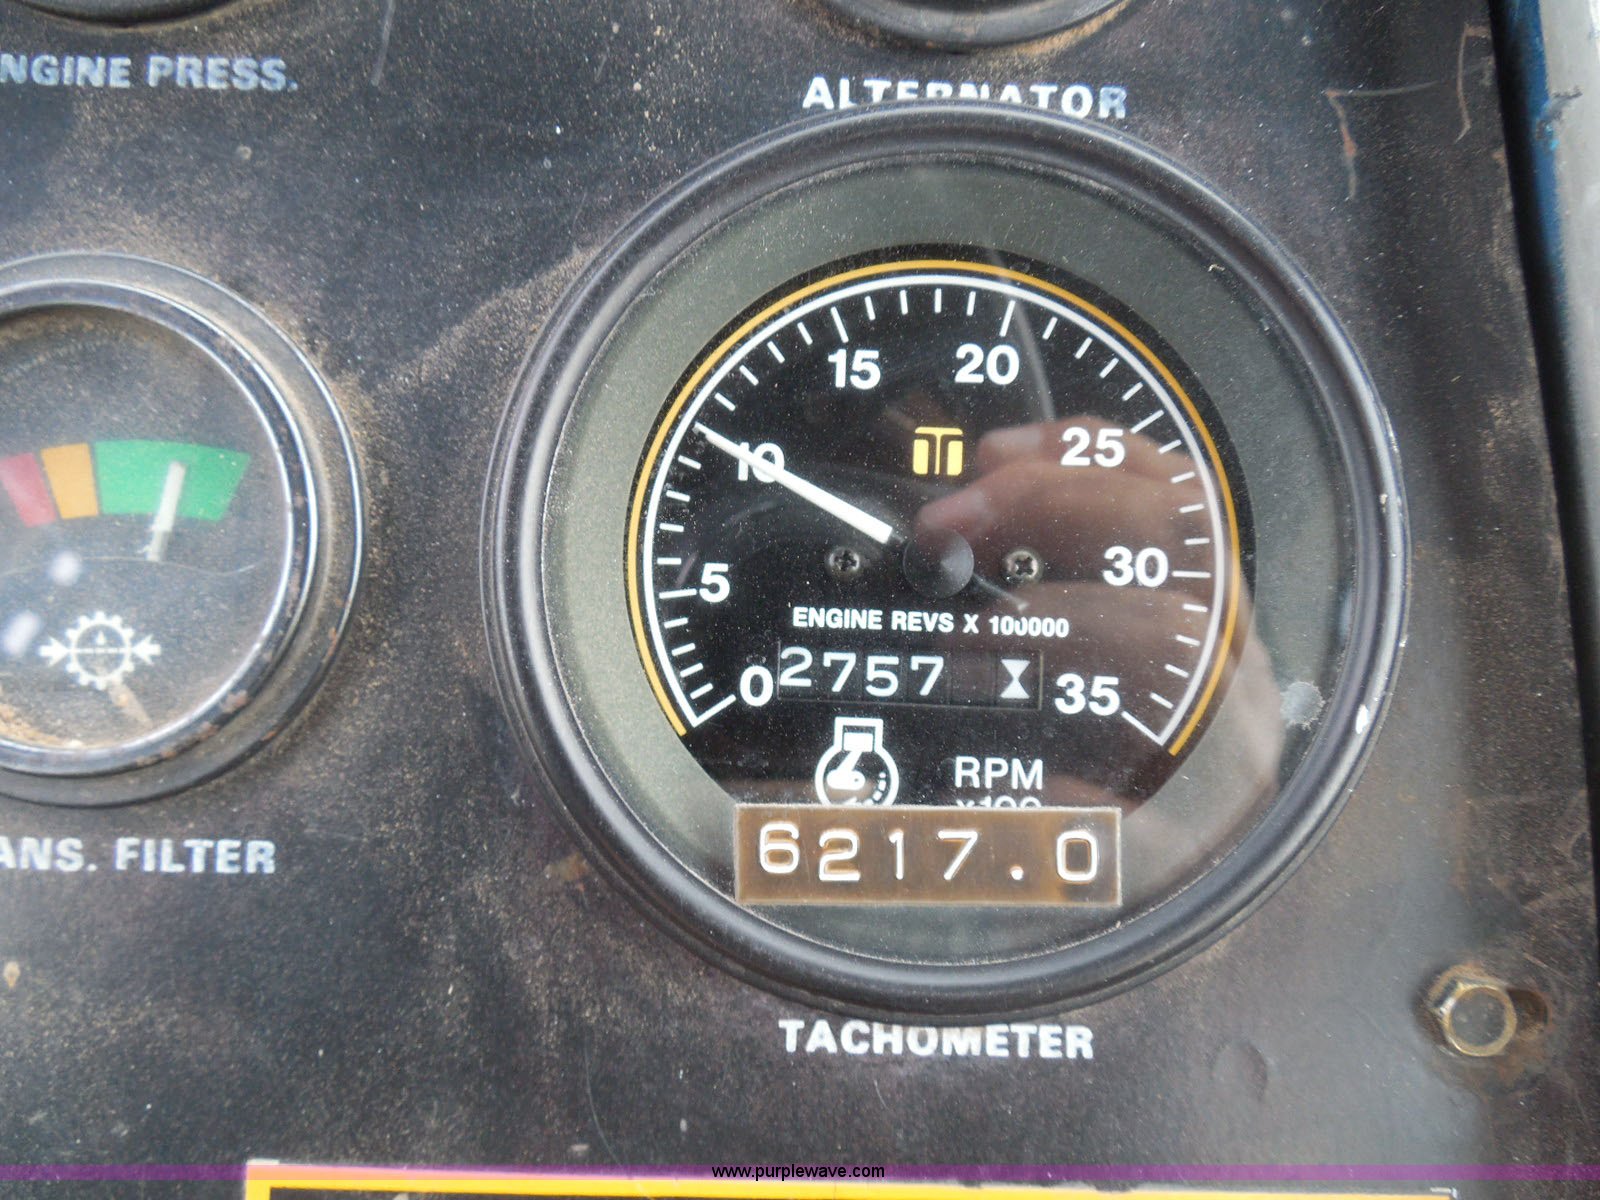 NGINE PRESS.
ALTERNATOR
15 20
10 25
5 30
ENGINE REVS X 100000
0 2757 35
RPM
x100
6217.0
ANS. FILTER
TACHOMETER
www.purplewave.com